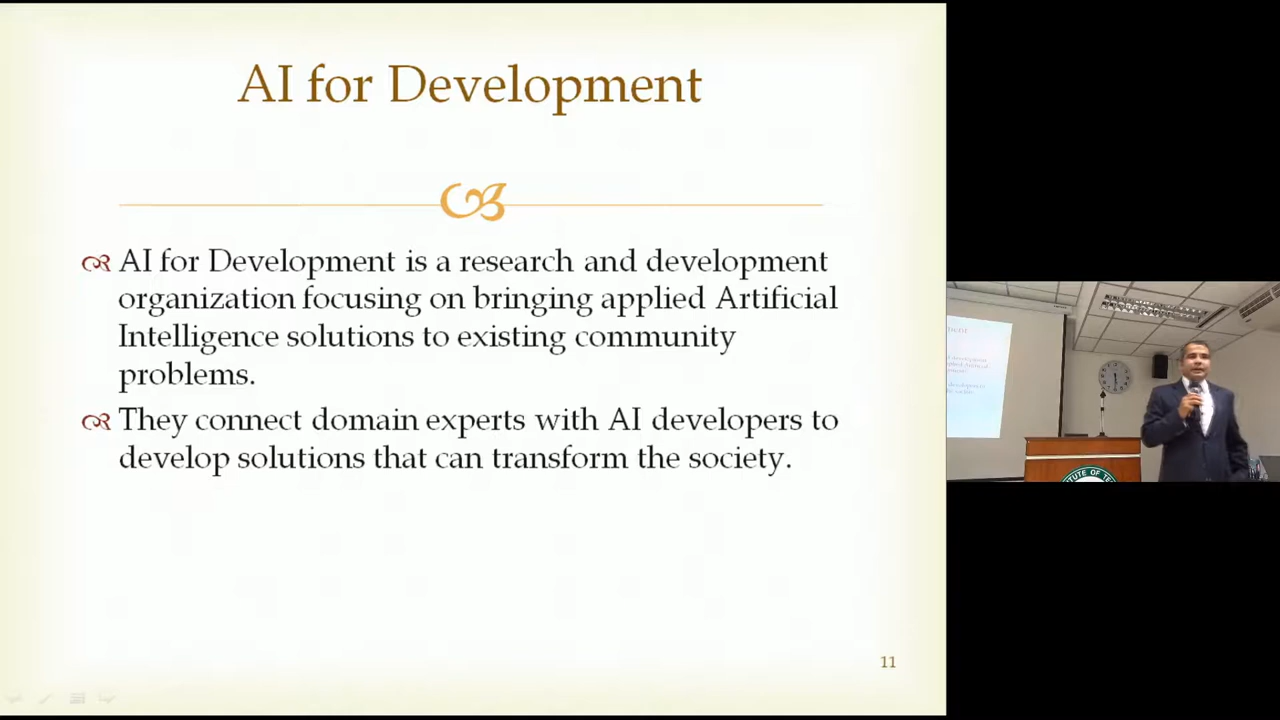 AI for Development
AI for Development is a research and development
organization focusing on bringing applied Artificial
Intelligence solutions to existing community
problems.
They connect domain experts with AI developers to
develop solutions that can transform the society.
11